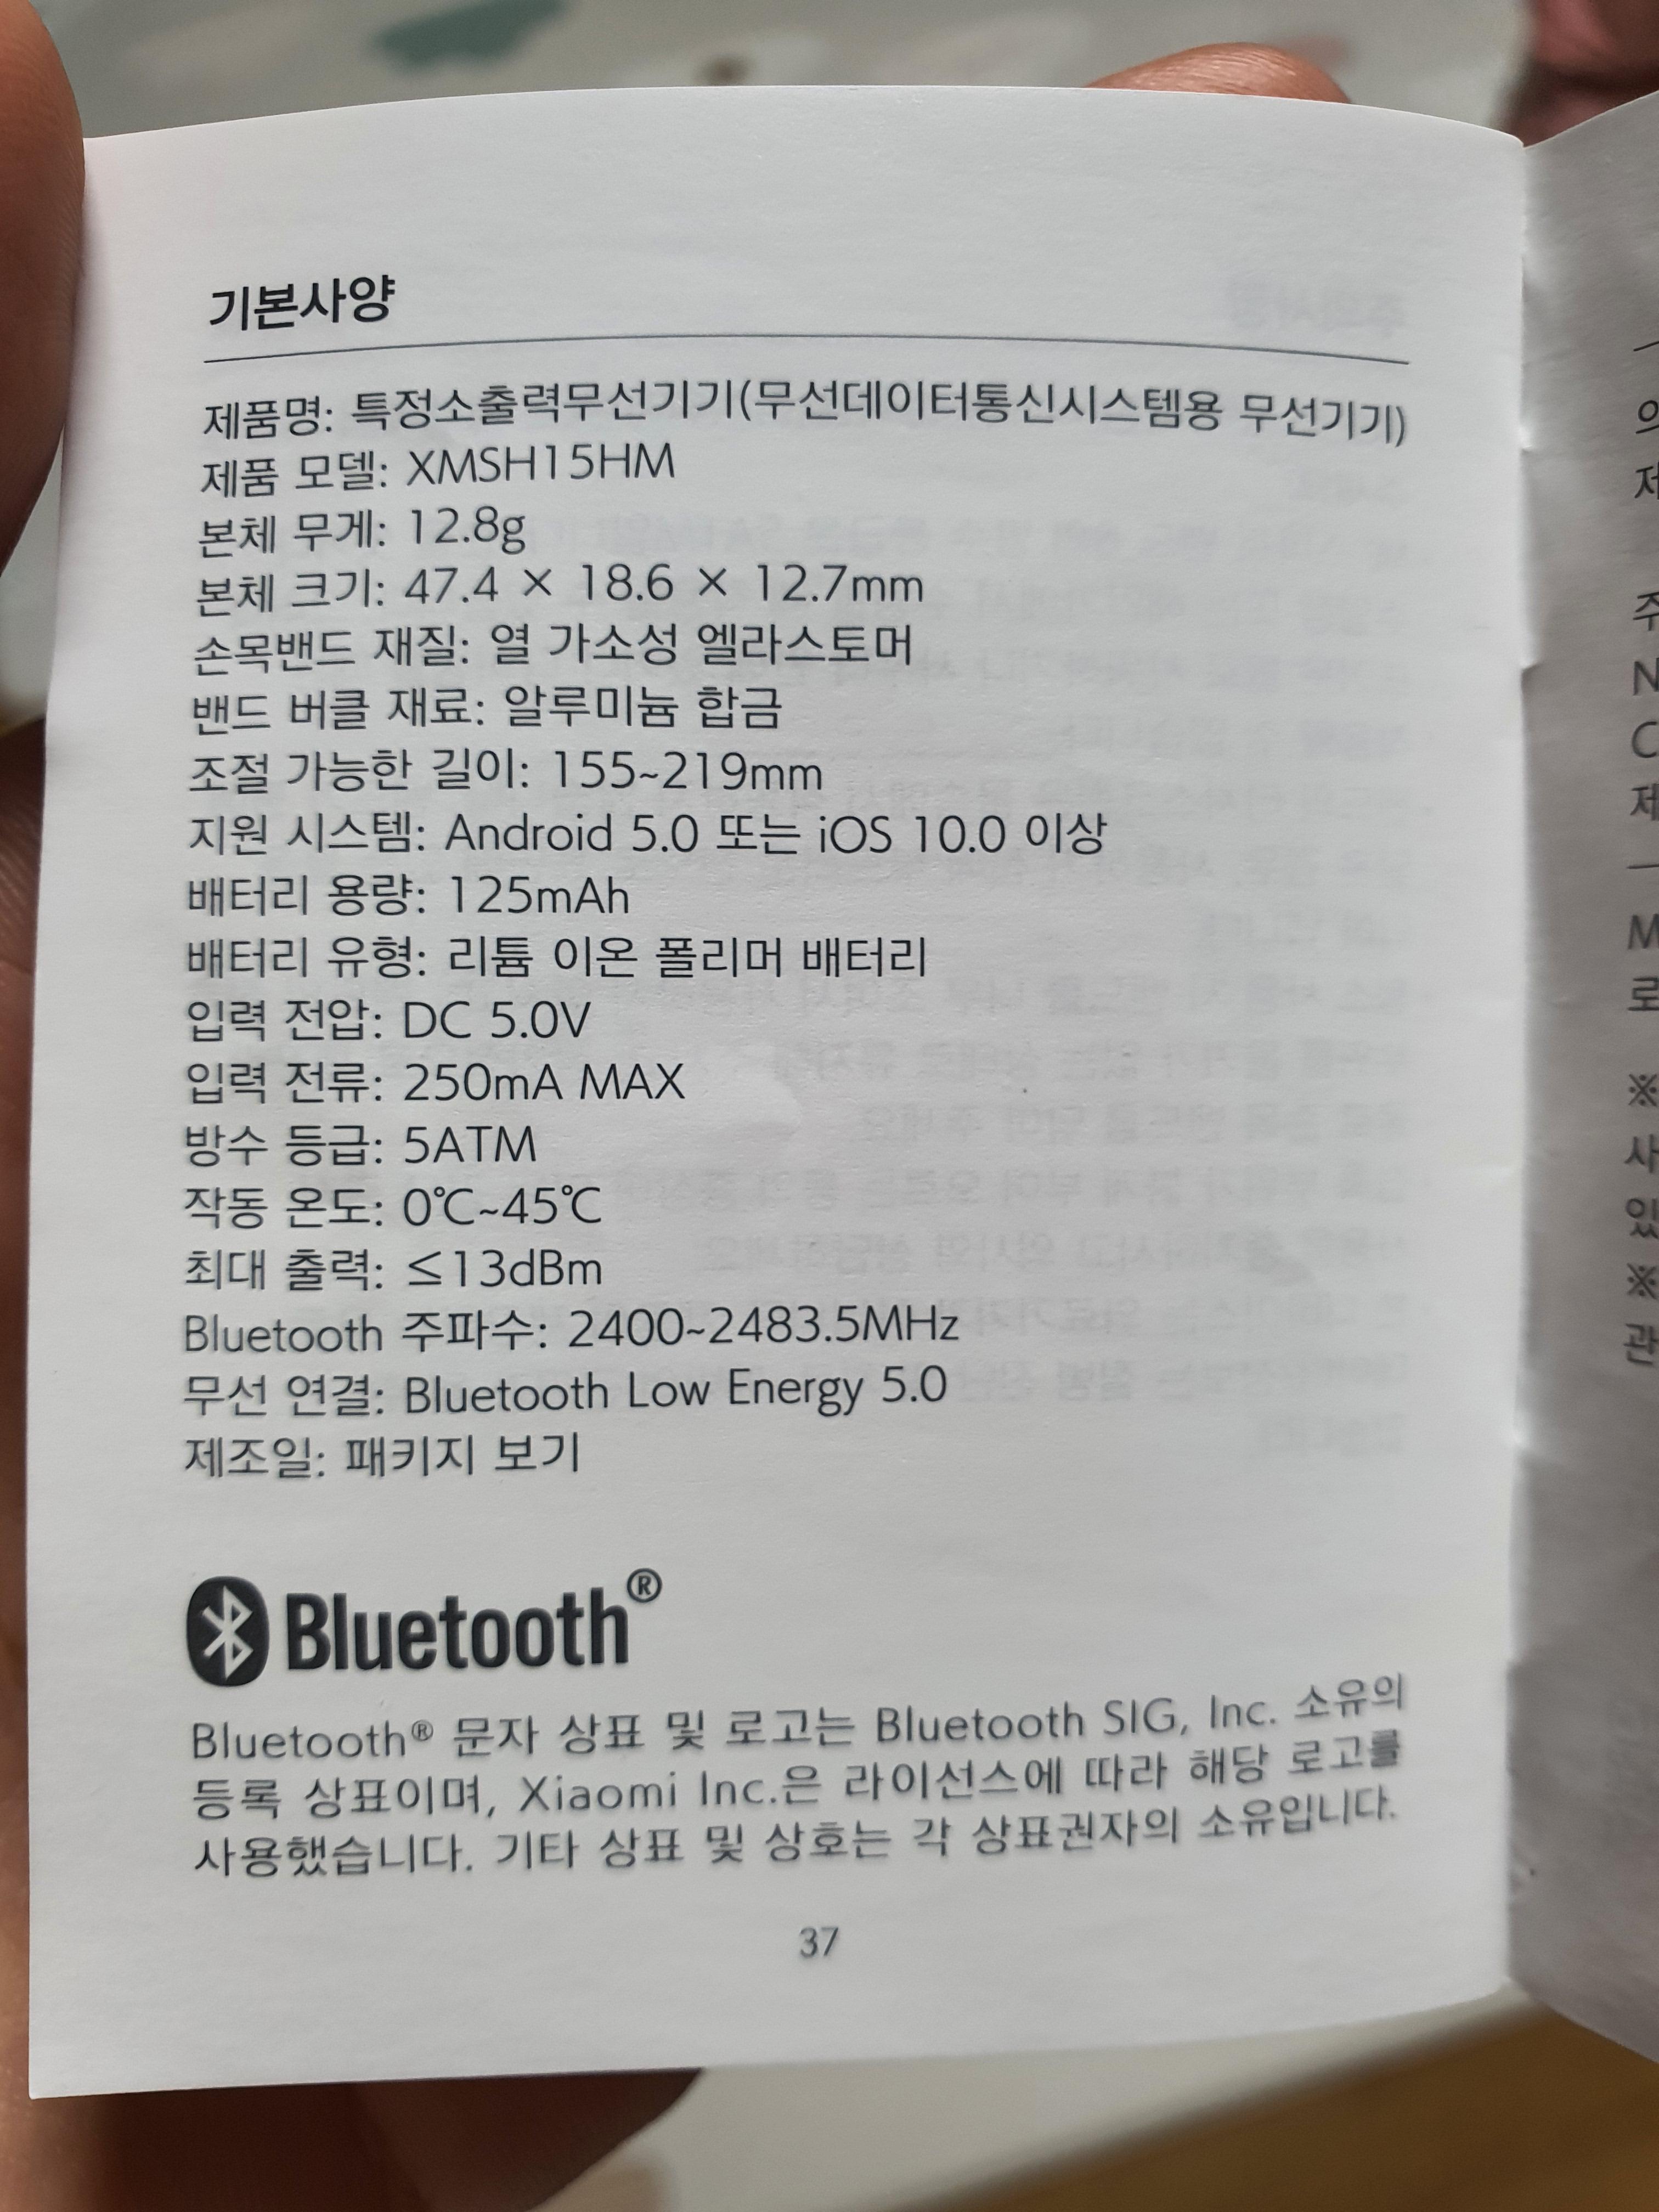 기본사양
제품명: 특정소출력무선기기(무선데이터통신시스템용 무선기기)
제품 모델: XMSH15HM
본체 무게: 12.8g
본체 크기: 47.4 × 18.6 × 12.7mm
손목밴드 재질: 열 가소성 엘라스토머
밴드 버클 재료: 알루미늄 합금
조절 가능한 길이: 155~219mm
지원 시스템: Android 5.0 또는 iOS 10.0 이상
배터리 용량: 125mAh
배터리 유형: 리튬 이온 폴리머 배터리
입력 전압: DC 5.0V
입력 전류: 250mA MAX
방수 등급: 5ATM
작동 온도: 0℃~45℃
최대 출력: ≤13dBm
Bluetooth 주파수: 2400~2483.5MHz
무선 연결: Bluetooth Low Energy 5.0
제조일: 패키지 보기
Bluetooth®
Bluetooth® 문자 상표 및 로고는 Bluetooth SIG, Inc. 소유의
등록 상표이며, Xiaomi Inc.은 라이선스에 따라 해당 로고를
사용했습니다. 기타 상표 및 상호는 각 상표권자의 소유입니다.
37